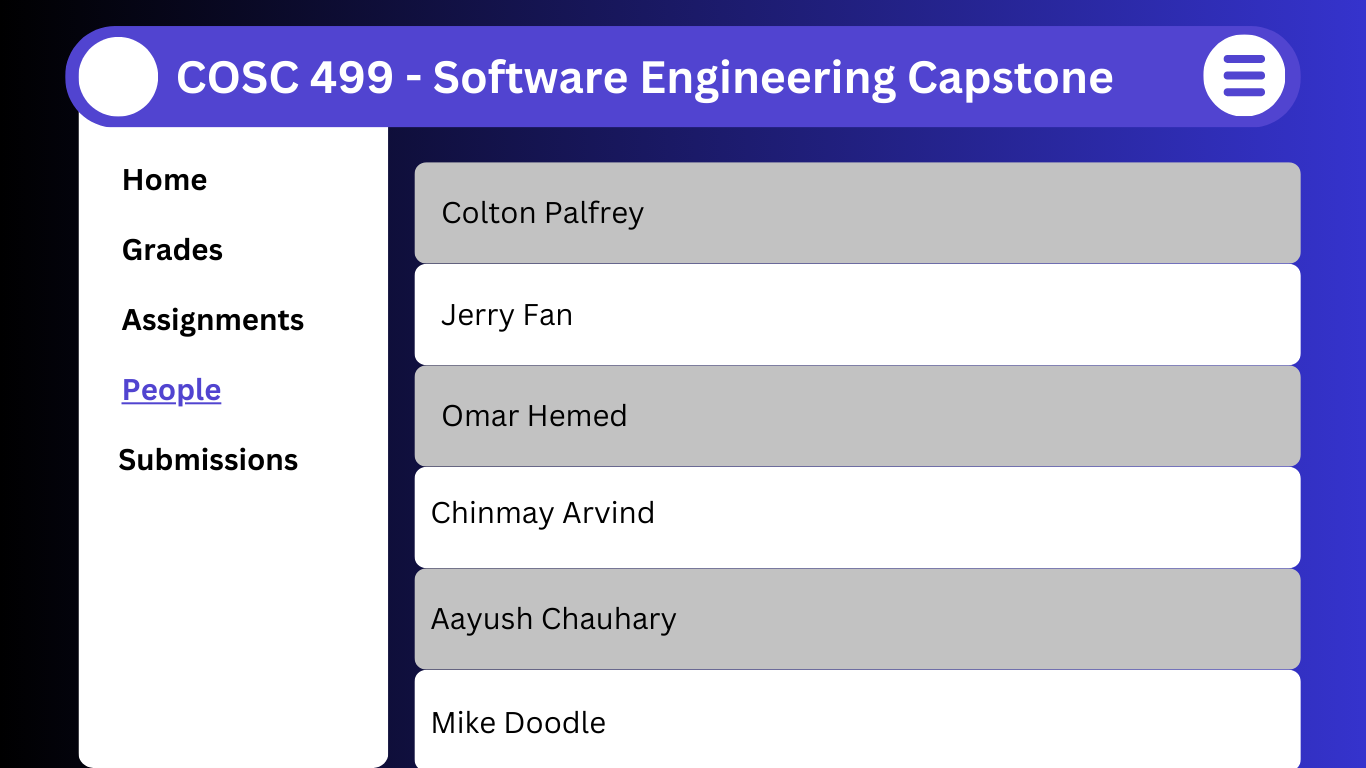 COSC 499 - Software Engineering Capstone
Home
Grades
Assignments
People
Submissions
Colton Palfrey
Jerry Fan
Omar Hemed
Chinmay Arvind
Aayush Chauhary
Mike Doodle